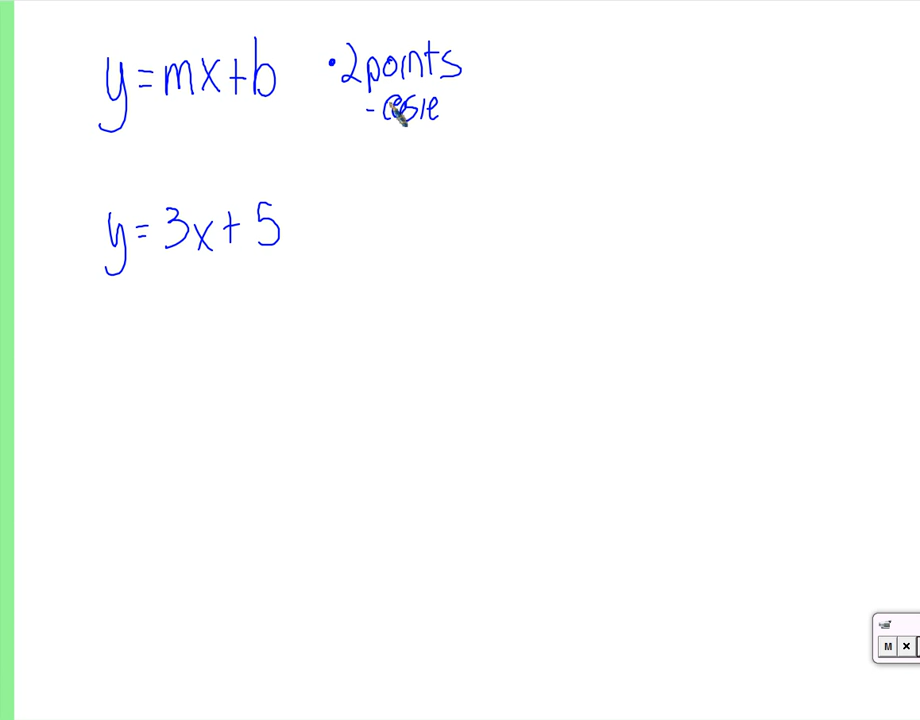 y=mx+b
• 2 points
y=3x+5
M